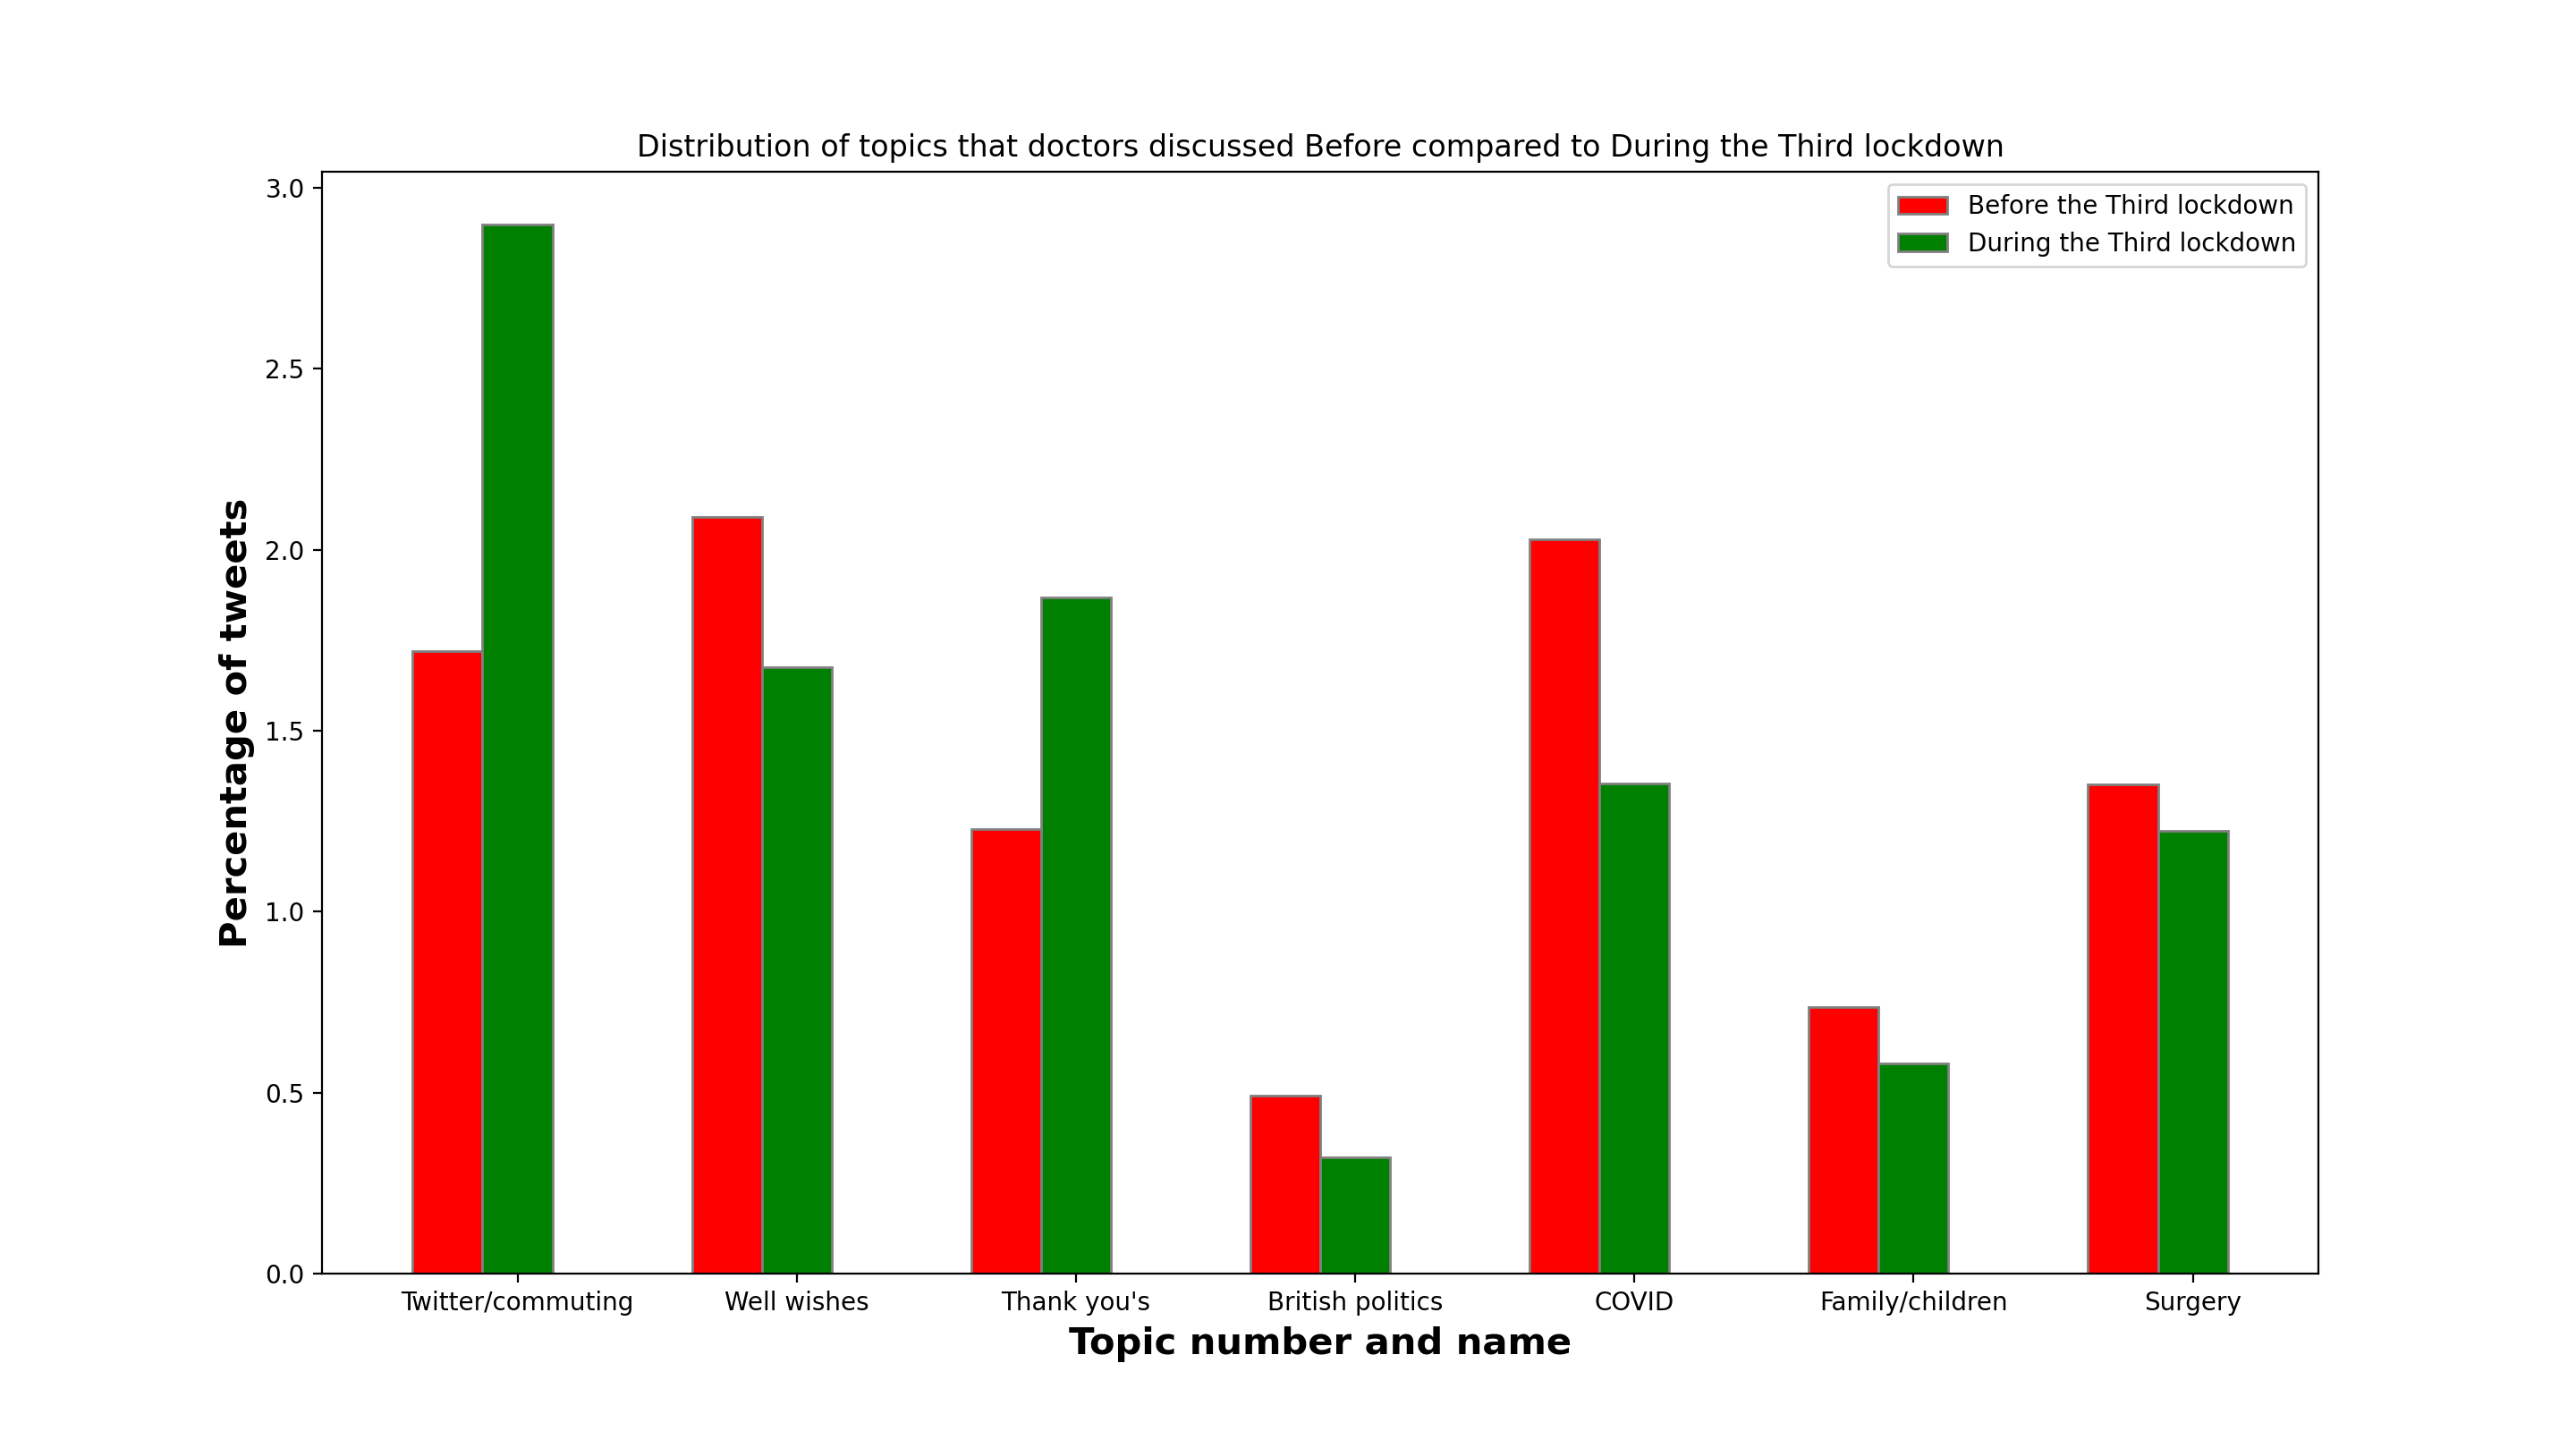 Distribution of topics that doctors discussed Before compared to During the Third lockdown
Before the Third lockdown
During the Third lockdown
Percentage of tweets
3.0
2.5
2.0
1.5
1.0
0.5
0.0
Twitter/commuting Well wishes Thank you's British politics COVID Family/children Surgery
Topic number and name